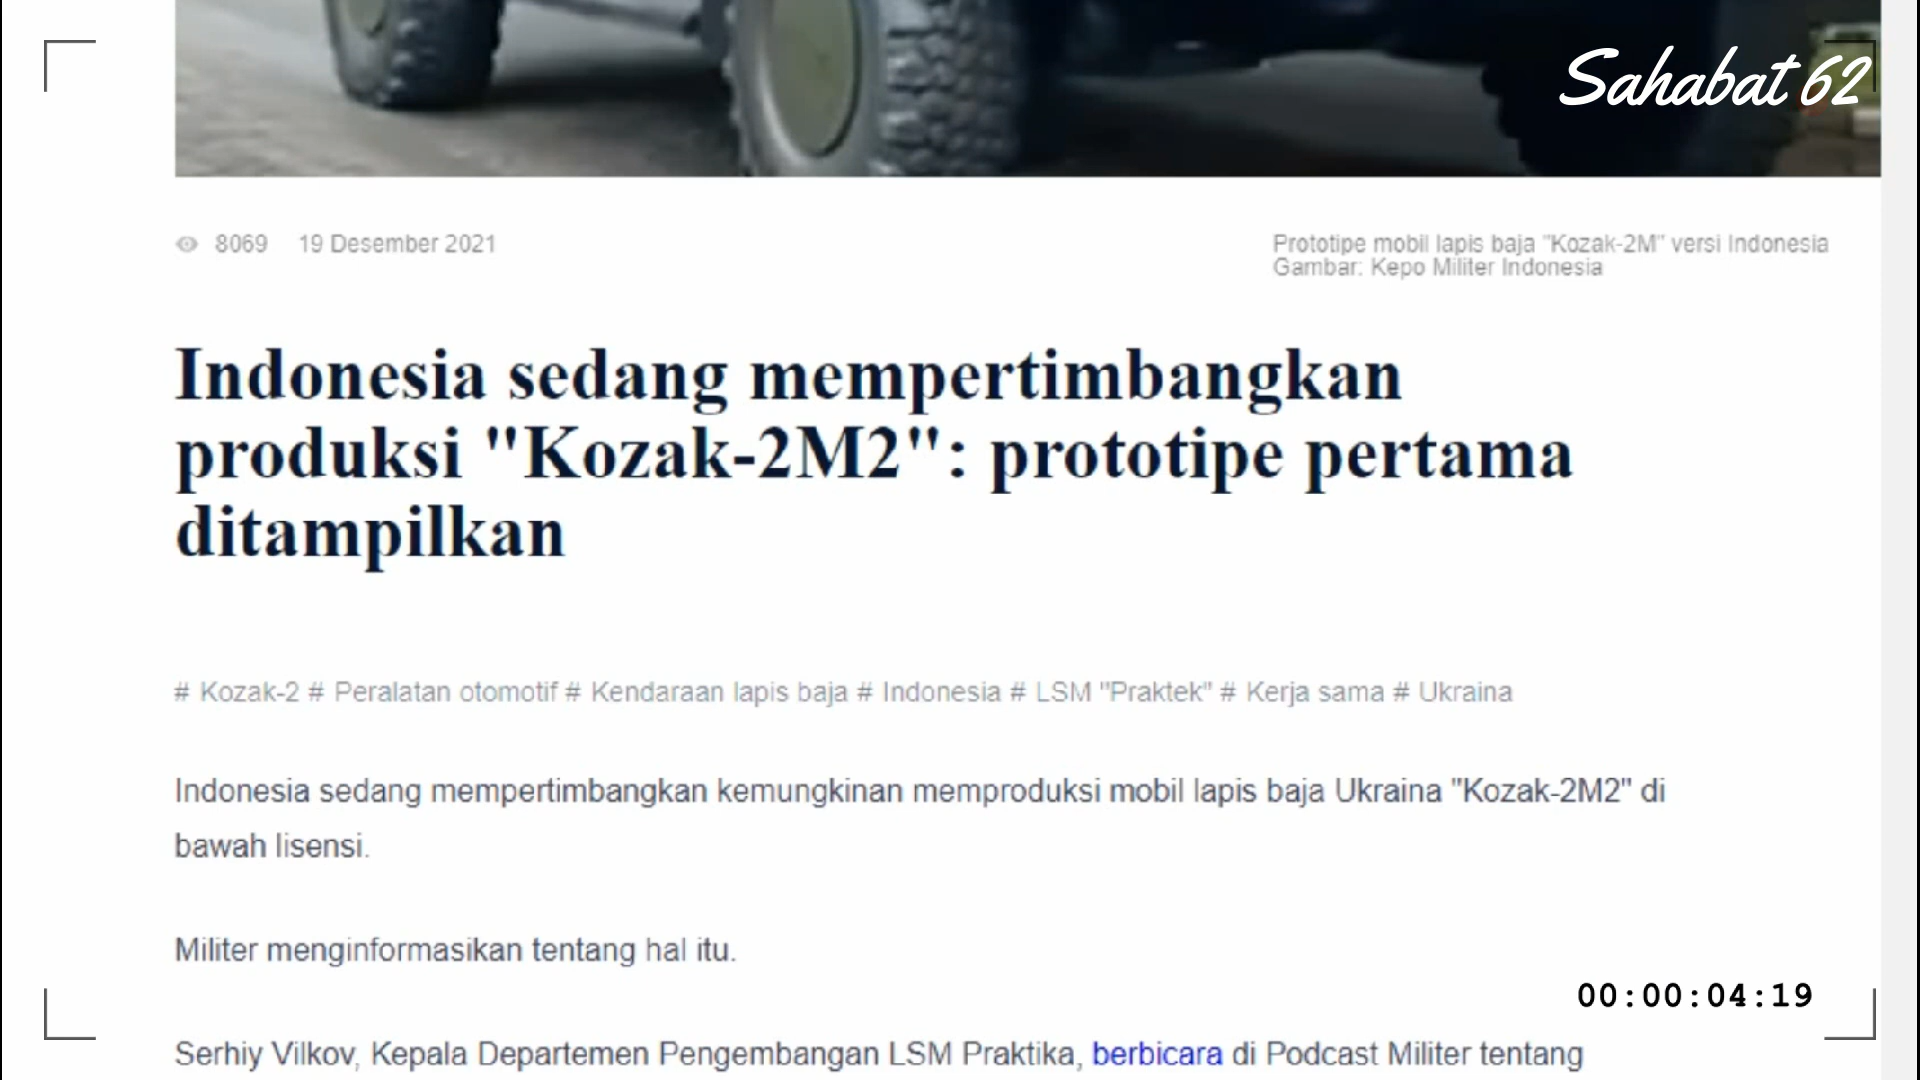 Sahabat 62
8069 19 Desember 2021
Prototipe mobil lapis baja "Kozak-2M" versi Indonesia
Gambar: Kepo Militer Indonesia
Indonesia sedang mempertimbangkan
produksi "Kozak-2M2": prototipe pertama
ditampilkan
# Kozak-2 # Peralatan otomotif # Kendaraan lapis baja # Indonesia # LSM "Praktek" # Kerja sama # Ukraina
Indonesia sedang mempertimbangkan kemungkinan memproduksi mobil lapis baja Ukraina "Kozak-2M2" di
bawah lisensi.
Militer menginformasikan tentang hal itu.
00:00:04:19
Serhiy Vilkov, Kepala Departemen Pengembangan LSM Praktika, berbicara di Podcast Militer tentang